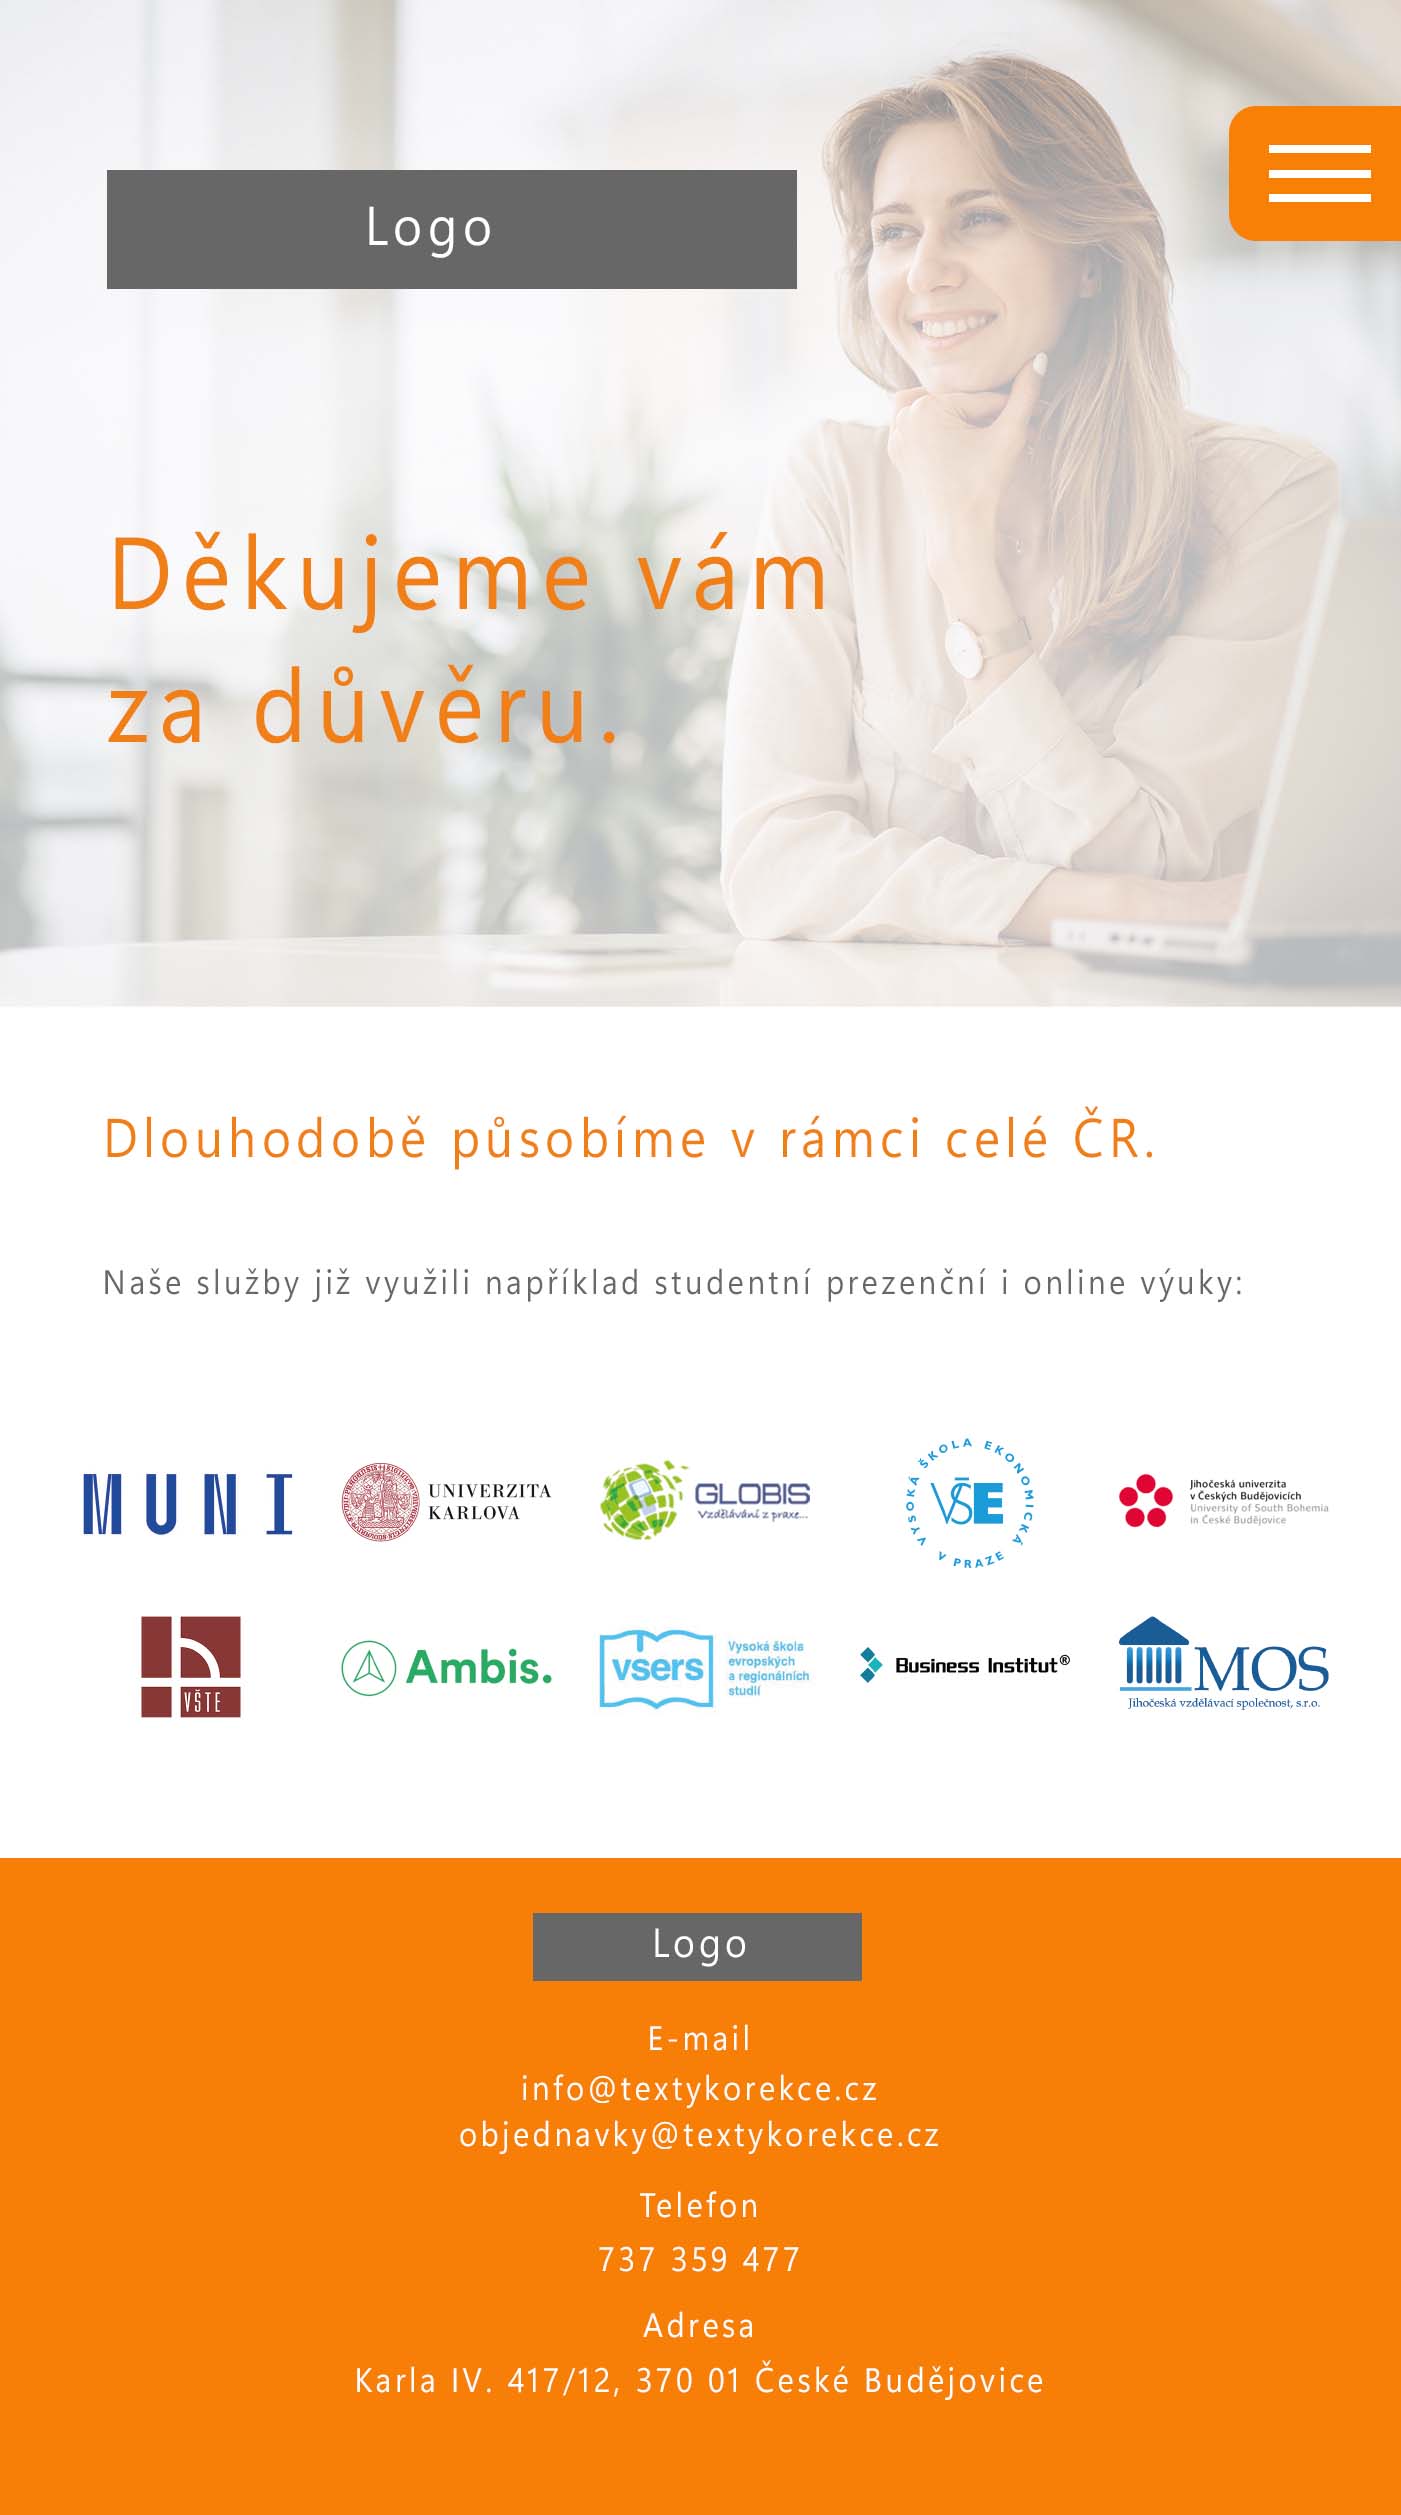 Logo
Děkujeme vám
za důvěru.
Dlouhodobě působíme v rámci celé ČR.
Naše služby již využili například studentní prezenční i online výuky:
MUNI
UNIVERZITA
KARLOVA
GLOBIS
Vzdělávání z praxe...
VYSOKÁ ŠKOLA EKONOMICKÁ
VŠE
V PRAZE
Jihočeská univerzita
v Českých Budějovicích
University of South Bohemia
in České Budějovice
VŠTE
Ambis.
vsers
Vysoká škola
evropských
a regionálních
studií
Business Institut®
MOS
Jihočeská vzdělávací společnost, s.r.o.
Logo
E-mail
info@textykorekce.cz
objednavky@textykorekce.cz
Telefon
737 359 477
Adresa
Karla IV. 417/12, 370 01 České Budějovice